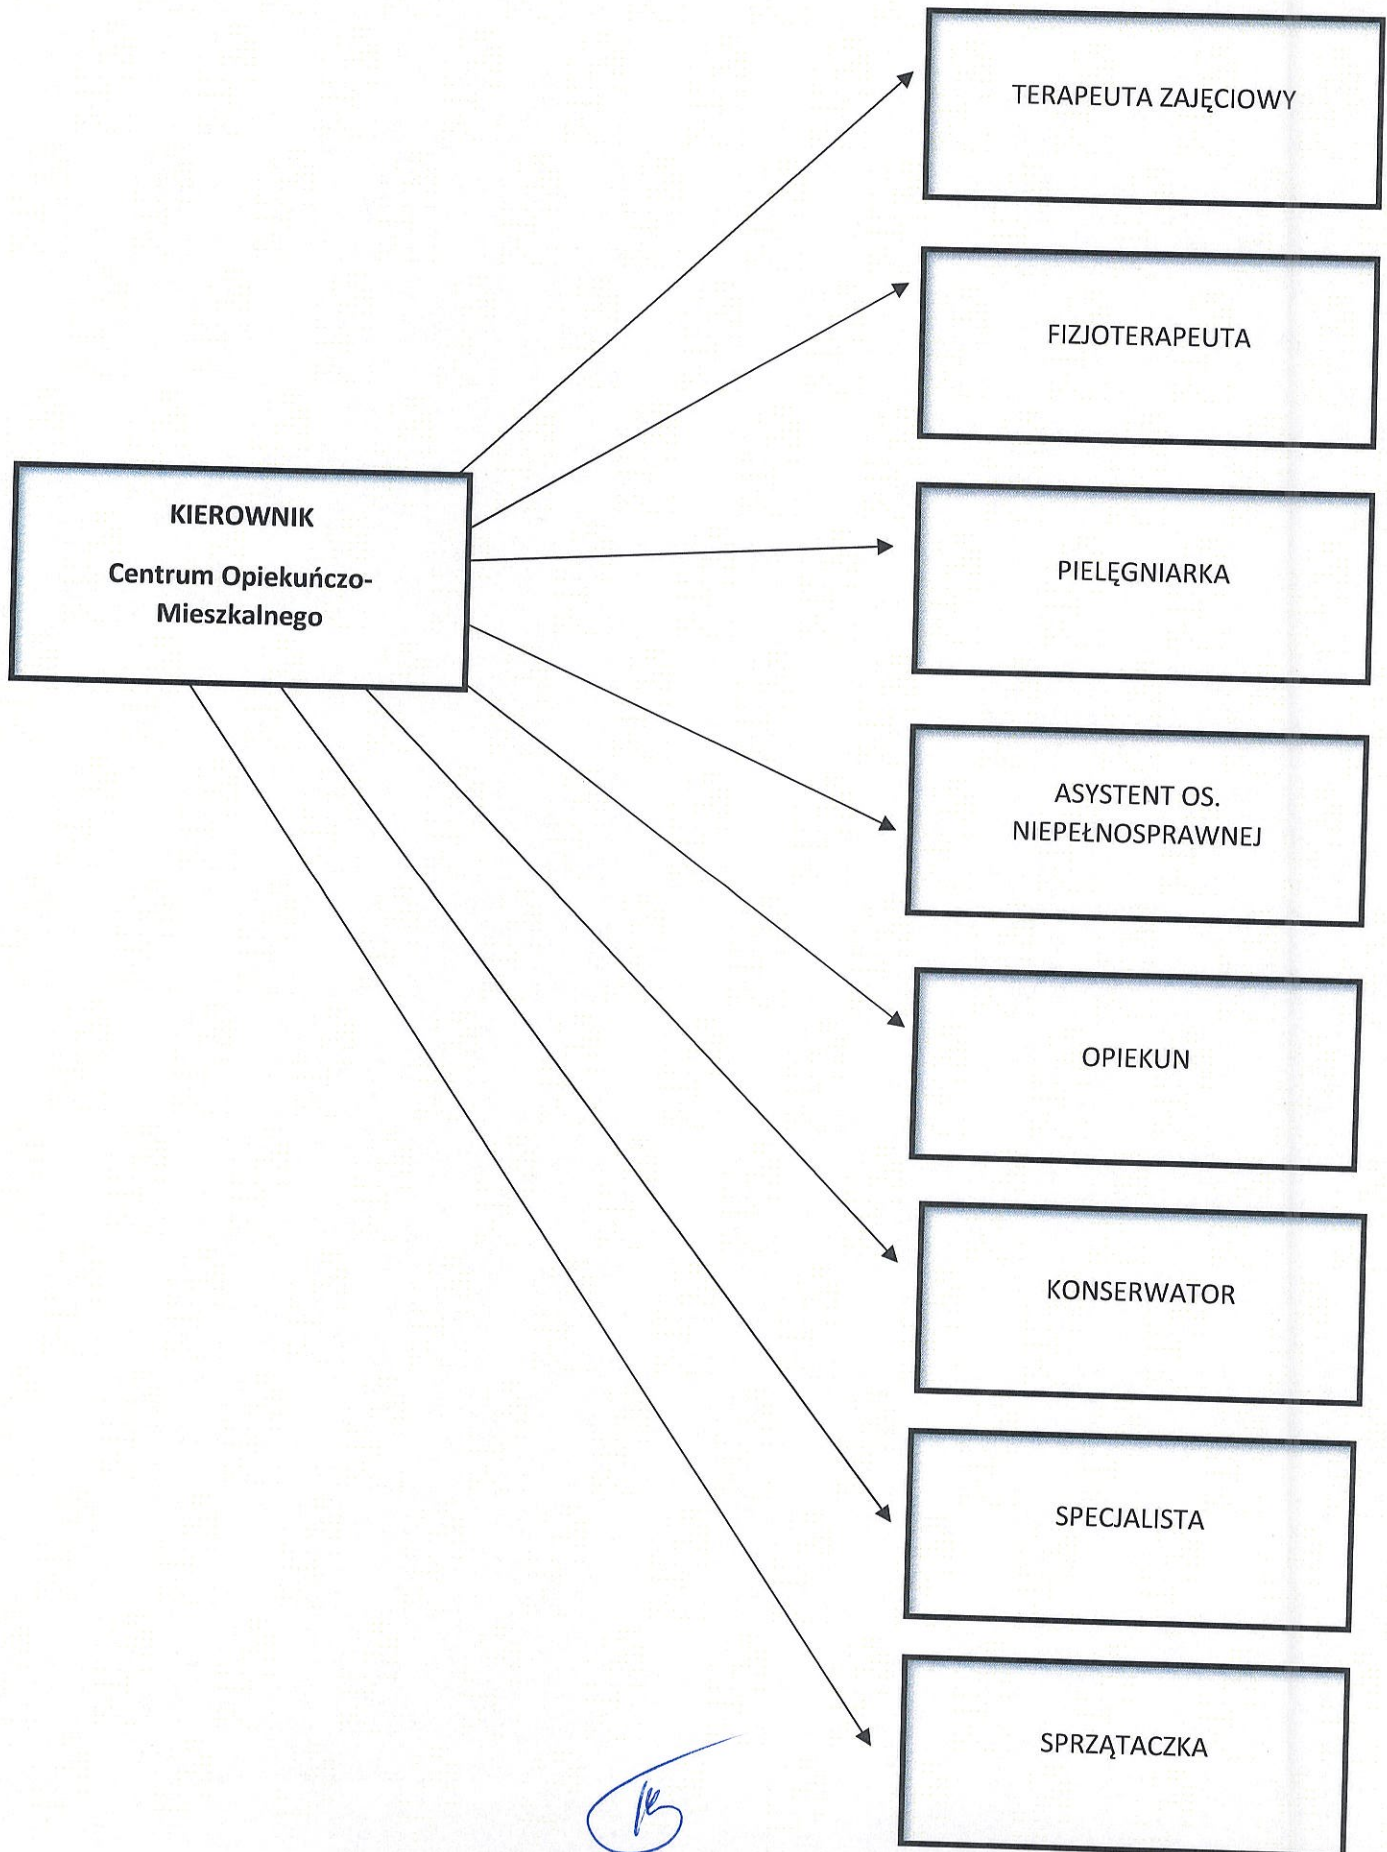 TERAPEUTA ZAJĘCIOWY
FIZJOTERAPEUTA
KIEROWNIK
Centrum Opiekuńczo-
Mieszkalnego
PIELĘGNIARKA
ASYSTENT OS.
NIEPEŁNOSPRAWNEJ
OPIEKUN
KONSERWATOR
SPECJALISTA
SPRZĄTACZKA